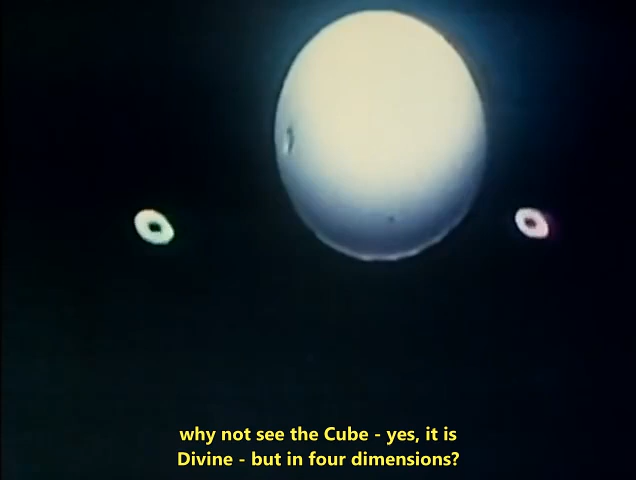 why not see the Cube - yes, it is
Divine - but in four dimensions?